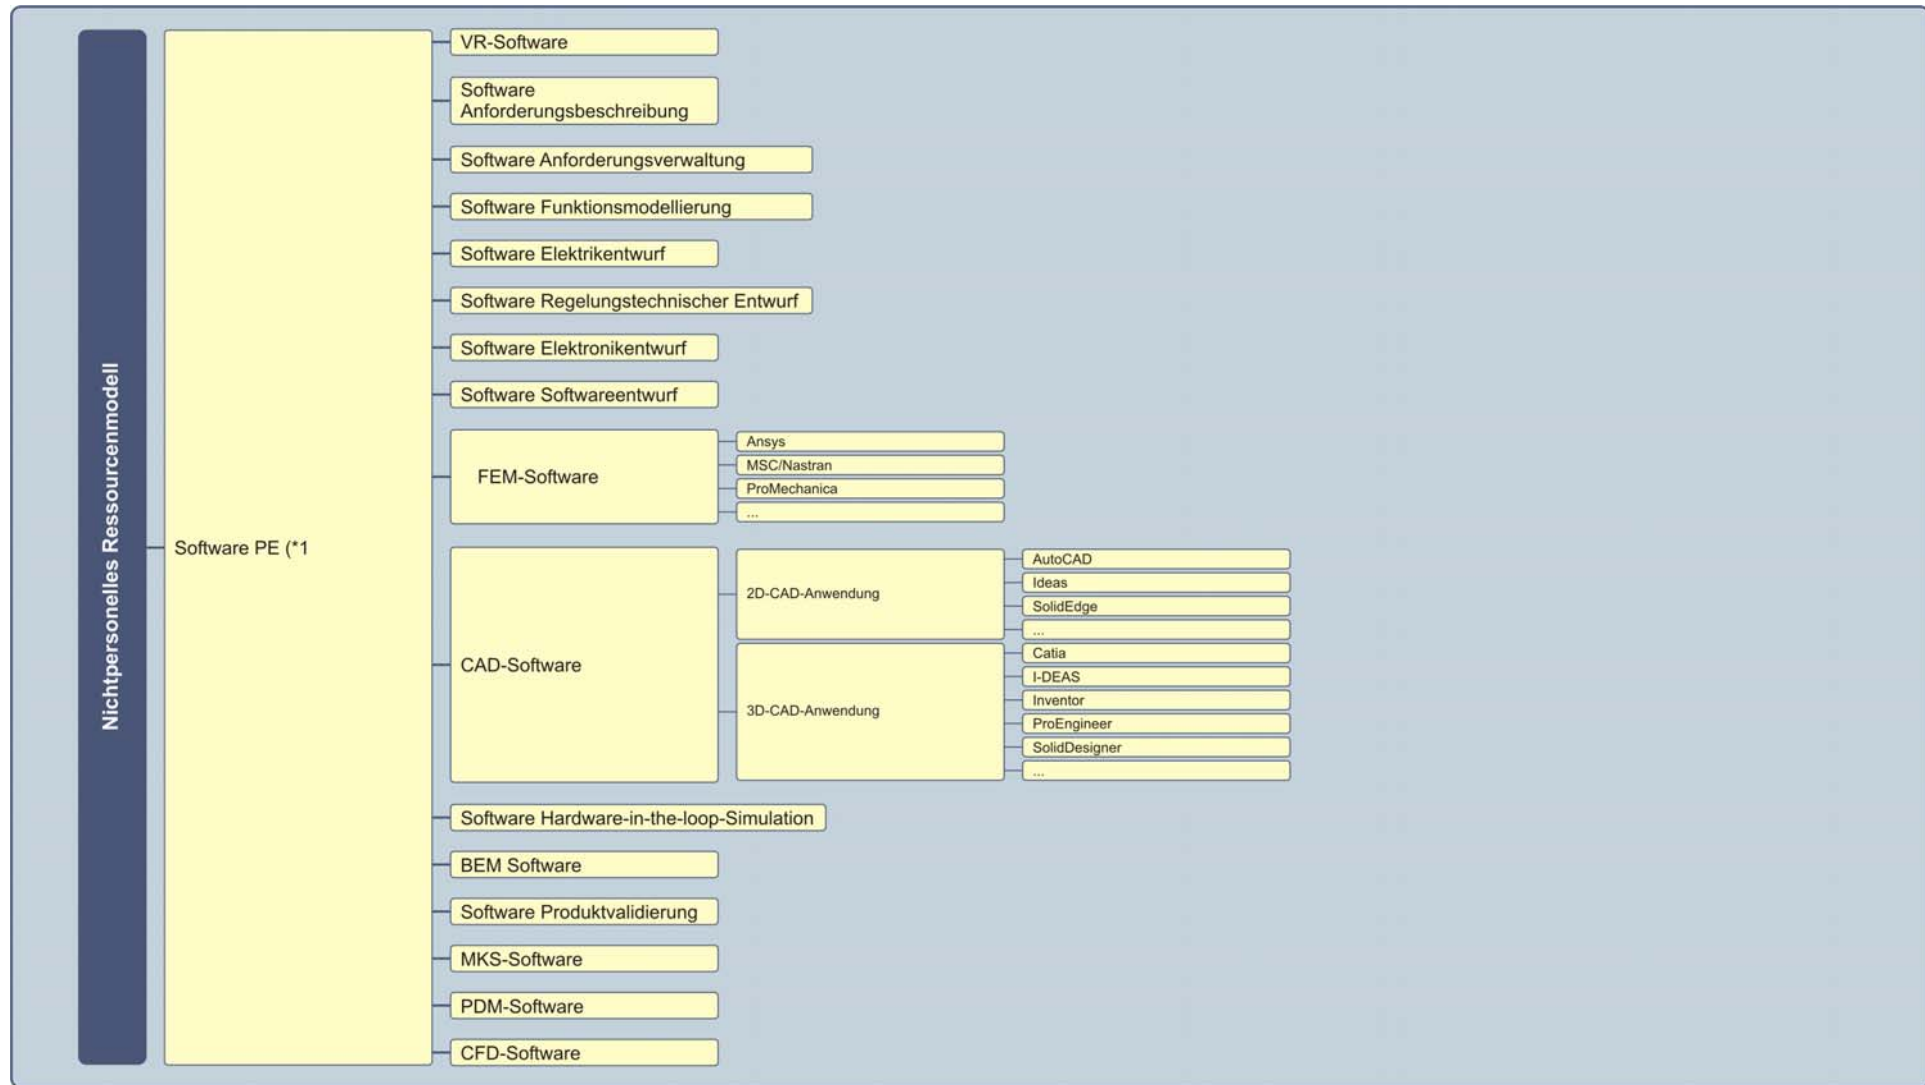 Nichtpersonelles Ressourcenmodell
Software PE (*1
VR-Software
Software
Anforderungsbeschreibung
Software Anforderungsverwaltung
Software Funktionsmodellierung
Software Elektrikentwurf
Software Regelungstechnischer Entwurf
Software Elektronikentwurf
Software Softwareentwurf
FEM-Software
Ansys
MSC/Nastran
ProMechanica
...
CAD-Software
2D-CAD-Anwendung
AutoCAD
Ideas
SolidEdge
...
3D-CAD-Anwendung
Catia
I-DEAS
Inventor
ProEngineer
SolidDesigner
...
Software Hardware-in-the-loop-Simulation
BEM Software
Software Produktvalidierung
MKS-Software
PDM-Software
CFD-Software